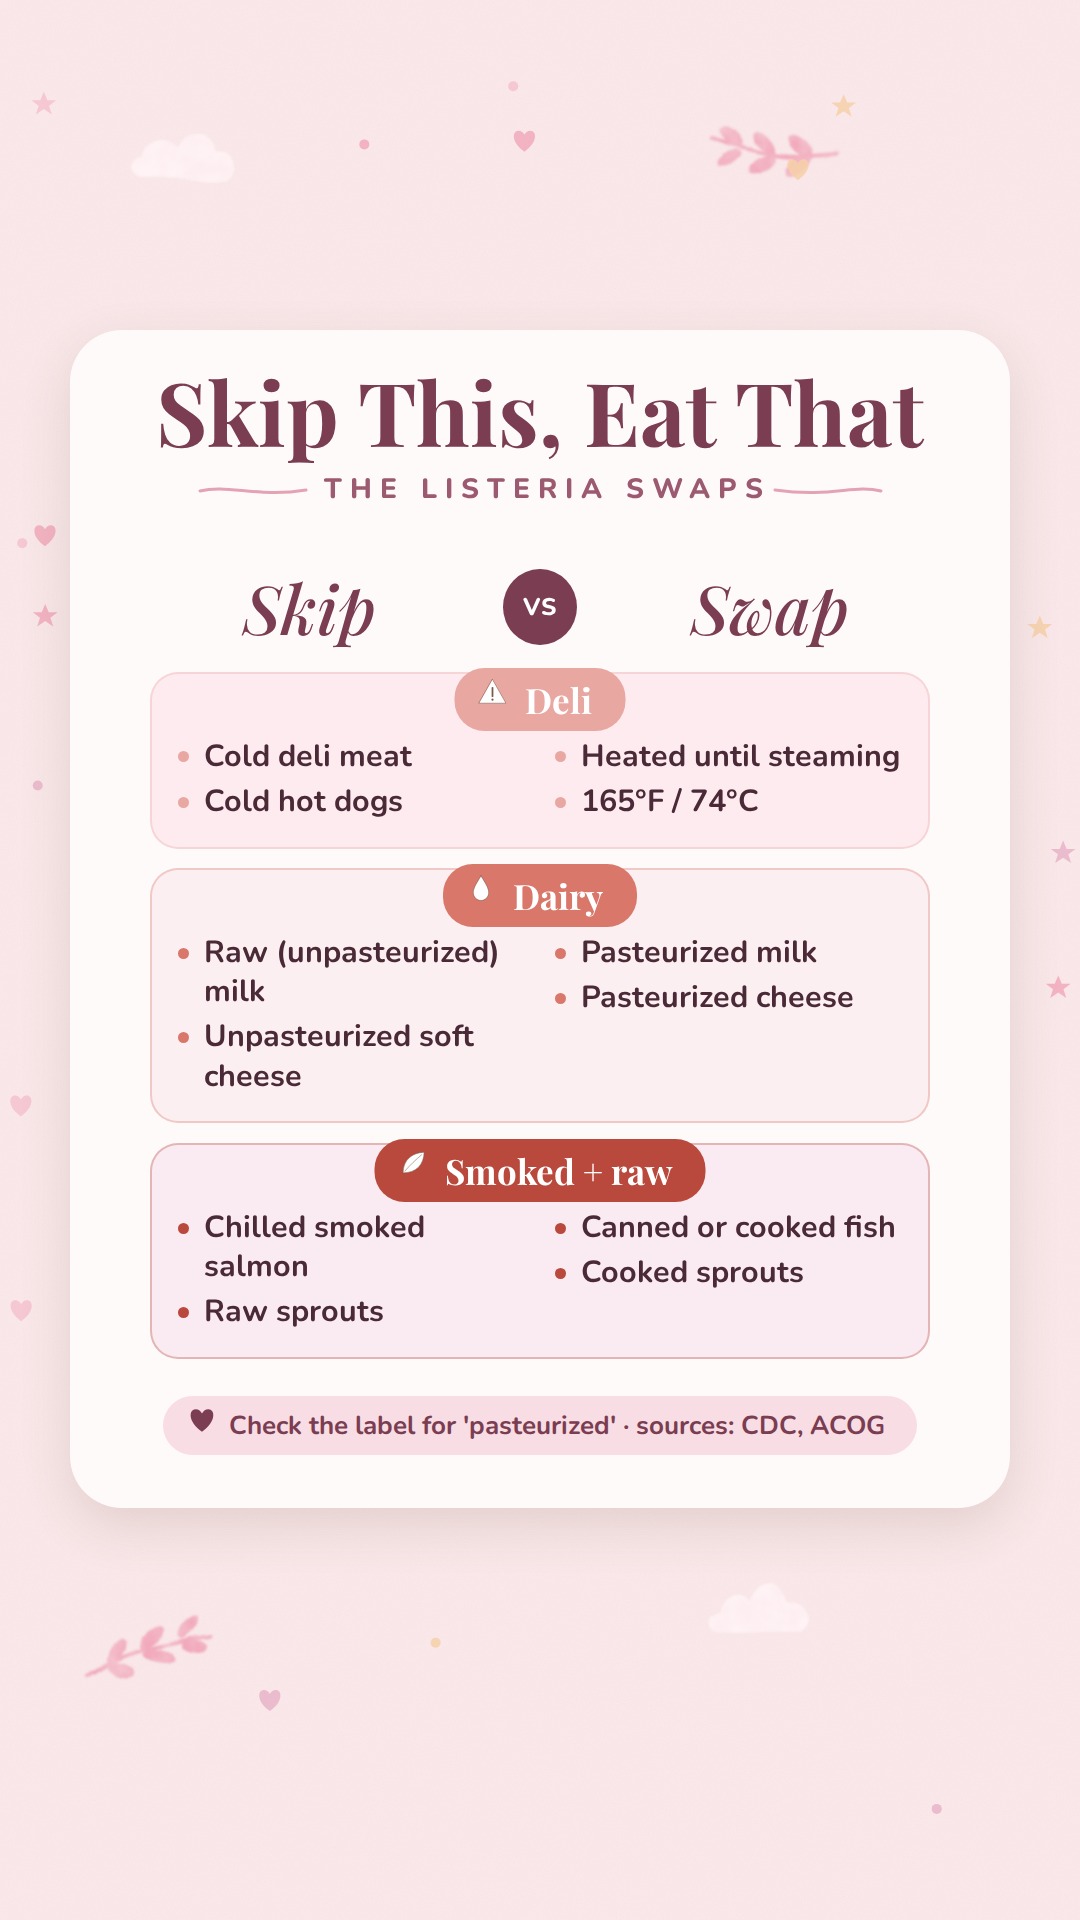 Skip This, Eat That
THE LISTERIA SWAPS
Skip
VS
Swap
Deli
Cold deli meat
Cold hot dogs
Heated until steaming
165°F / 74°C
Dairy
Raw (unpasteurized)
milk
Unpasteurized soft
cheese
Pasteurized milk
Pasteurized cheese
Smoked + raw
Chilled smoked
salmon
Raw sprouts
Canned or cooked fish
Cooked sprouts
Check the label for 'pasteurized' · sources: CDC, ACOG